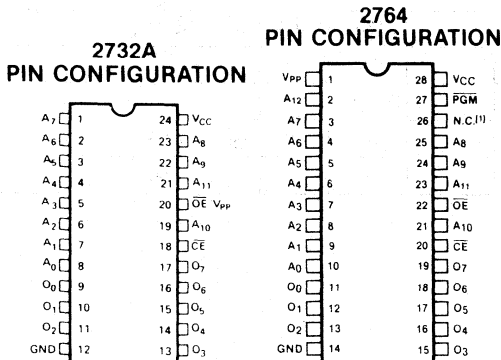 2732A
PIN CONFIGURATION
A7 1 24 VCC
A6 2 23 A8
A5 3 22 A9
A4 4 21 A11
A3 5 20 OE VPP
A2 6 19 A10
A1 7 18 CE
A0 8 17 O7
O0 9 16 O6
O1 10 15 O5
O2 11 14 O4
GND 12 13 O3
2764
PIN CONFIGURATION
VPP 1 28 VCC
A12 2 27 PGM
A7 3 26 N.C.[1]
A6 4 25 A8
A5 5 24 A9
A4 6 23 A11
A3 7 22 OE
A2 8 21 A10
A1 9 20 CE
A0 10 19 O7
O0 11 18 O6
O1 12 17 O5
O2 13 16 O4
GND 14 15 O3